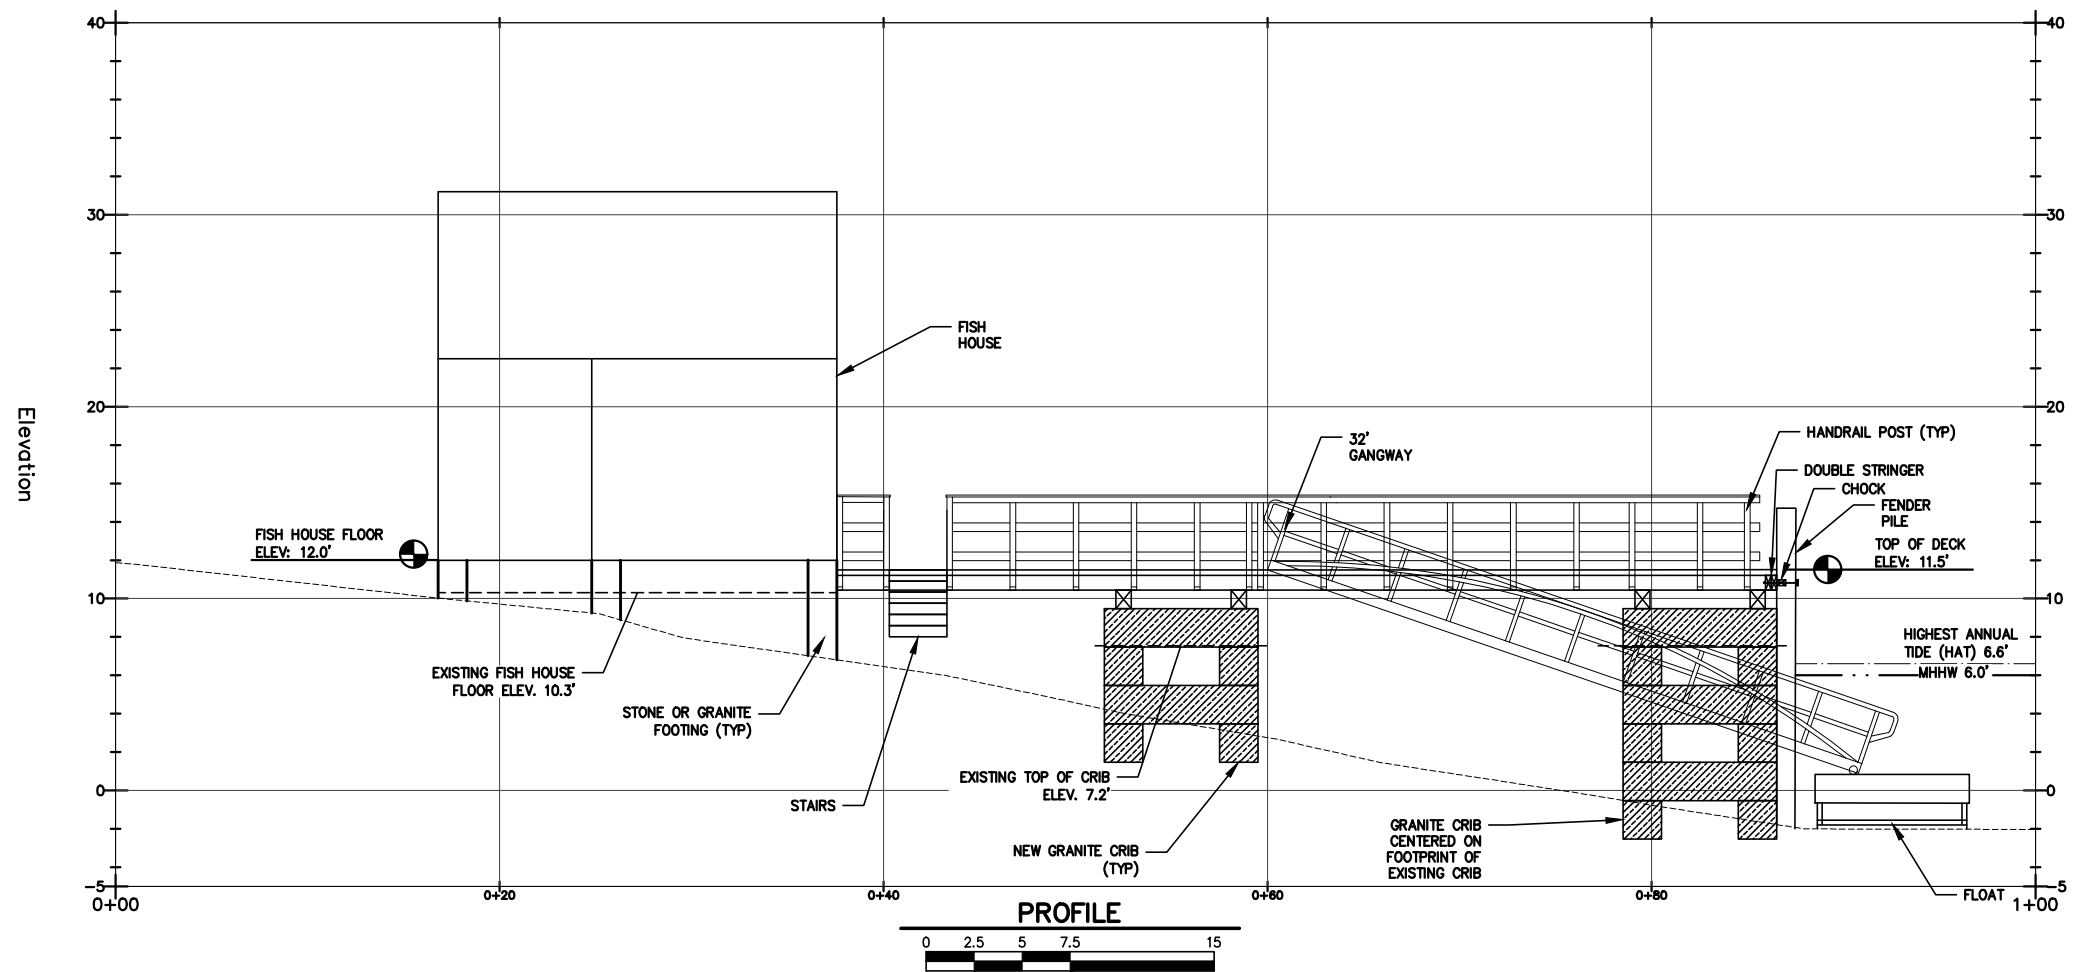 40
40
30
30
20
20
10
10
0
0
-5
-5
Elevation
FISH
HOUSE
32'
GANGWAY
HANDRAIL POST (TYP)
DOUBLE STRINGER
CHOCK
FENDER
PILE
FISH HOUSE FLOOR
ELEV: 12.0'
TOP OF DECK
ELEV: 11.5'
HIGHEST ANNUAL
TIDE (HAT) 6.6'
MHHW 6.0'
EXISTING FISH HOUSE
FLOOR ELEV. 10.3'
STONE OR GRANITE
FOOTING (TYP)
STAIRS
EXISTING TOP OF CRIB
ELEV. 7.2'
NEW GRANITE CRIB
(TYP)
GRANITE CRIB
CENTERED ON
FOOTPRINT OF
EXISTING CRIB
FLOAT
0+00
0+20
0+40
0+60
0+80
1+00
PROFILE
0 2.5 5 7.5 15